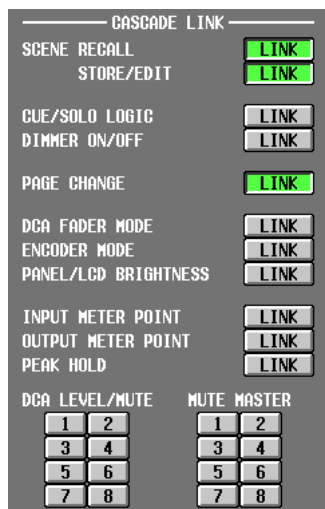 CASCADE LINK
SCENE RECALL LINK
STORE/EDIT LINK
CUE/SOLO LOGIC LINK
DIMMER ON/OFF LINK
PAGE CHANGE LINK
DCA FADER MODE LINK
ENCODER MODE LINK
PANEL/LCD BRIGHTNESS LINK
INPUT METER POINT LINK
OUTPUT METER POINT LINK
PEAK HOLD LINK
DCA LEVEL/MUTE MUTE MASTER
1 2 1 2
3 4 3 4
5 6 5 6
7 8 7 8